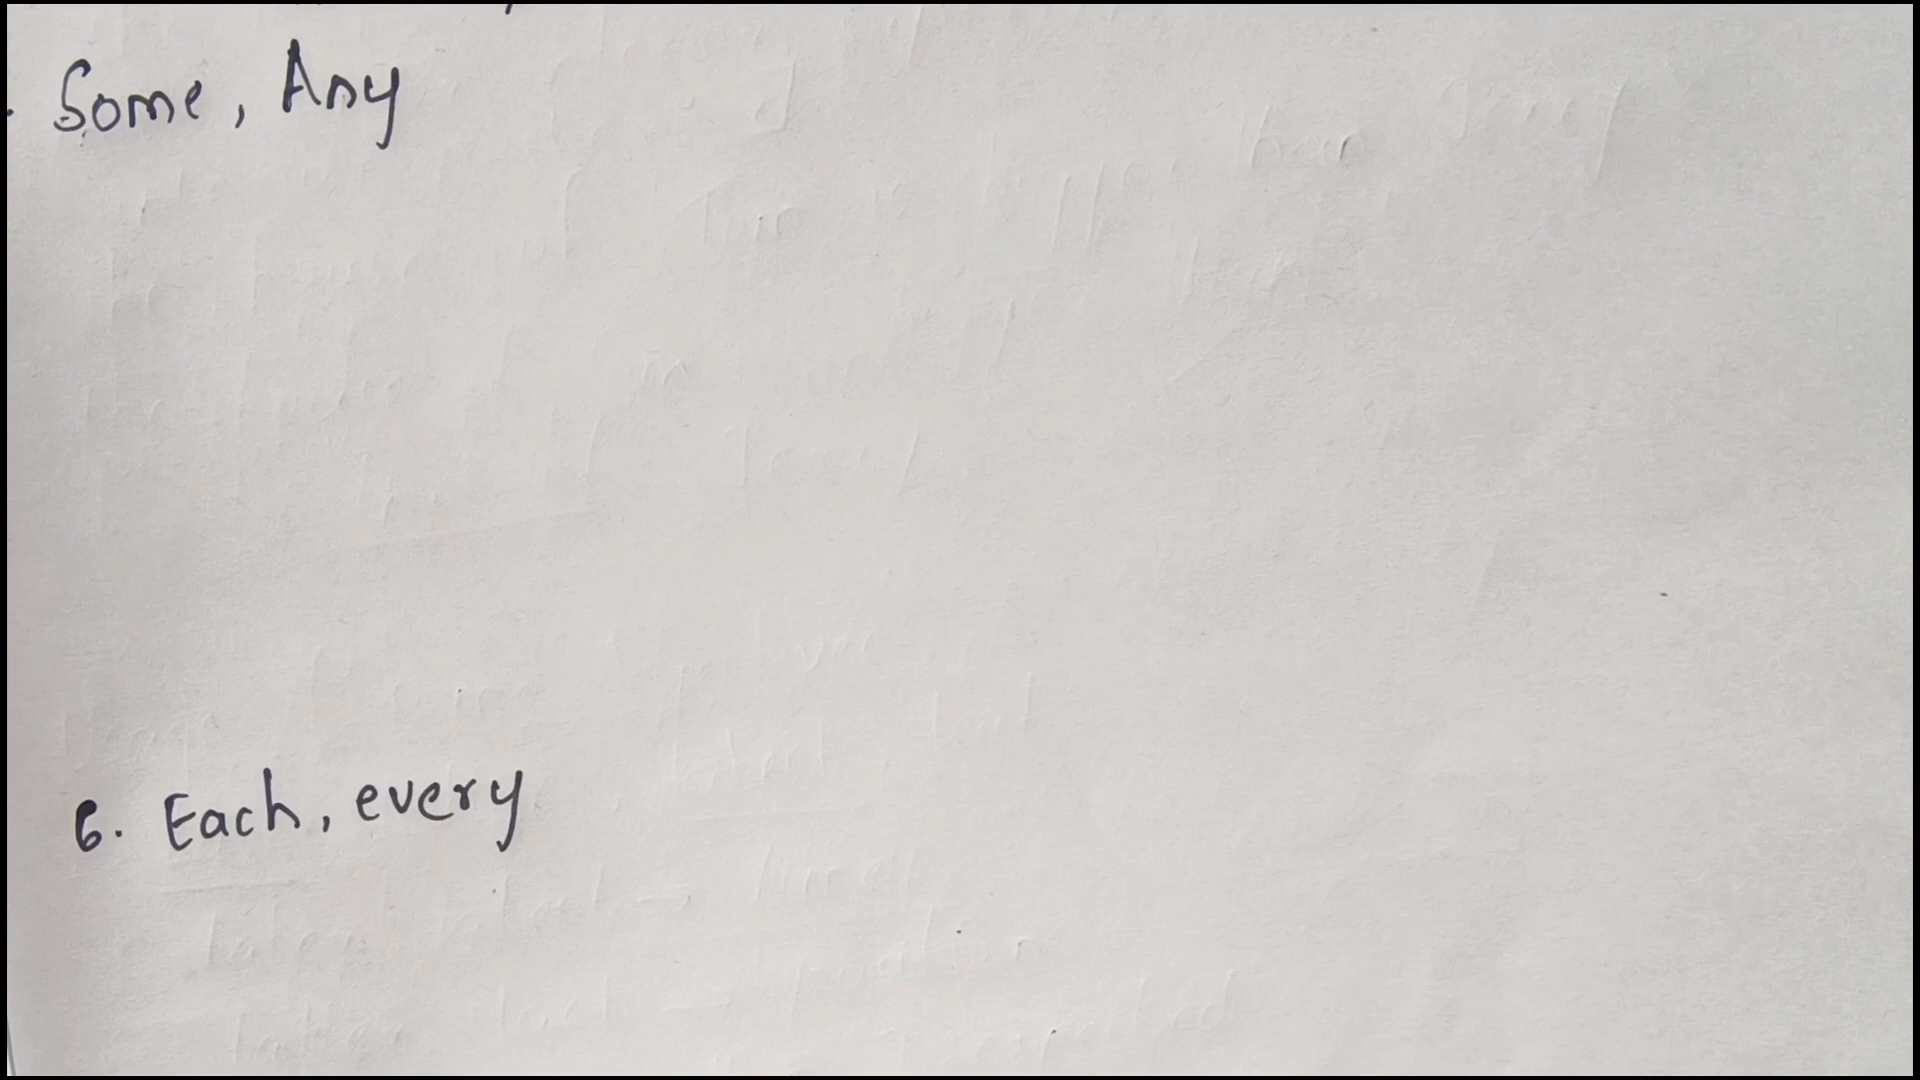 . Some, Any
6. Each, every